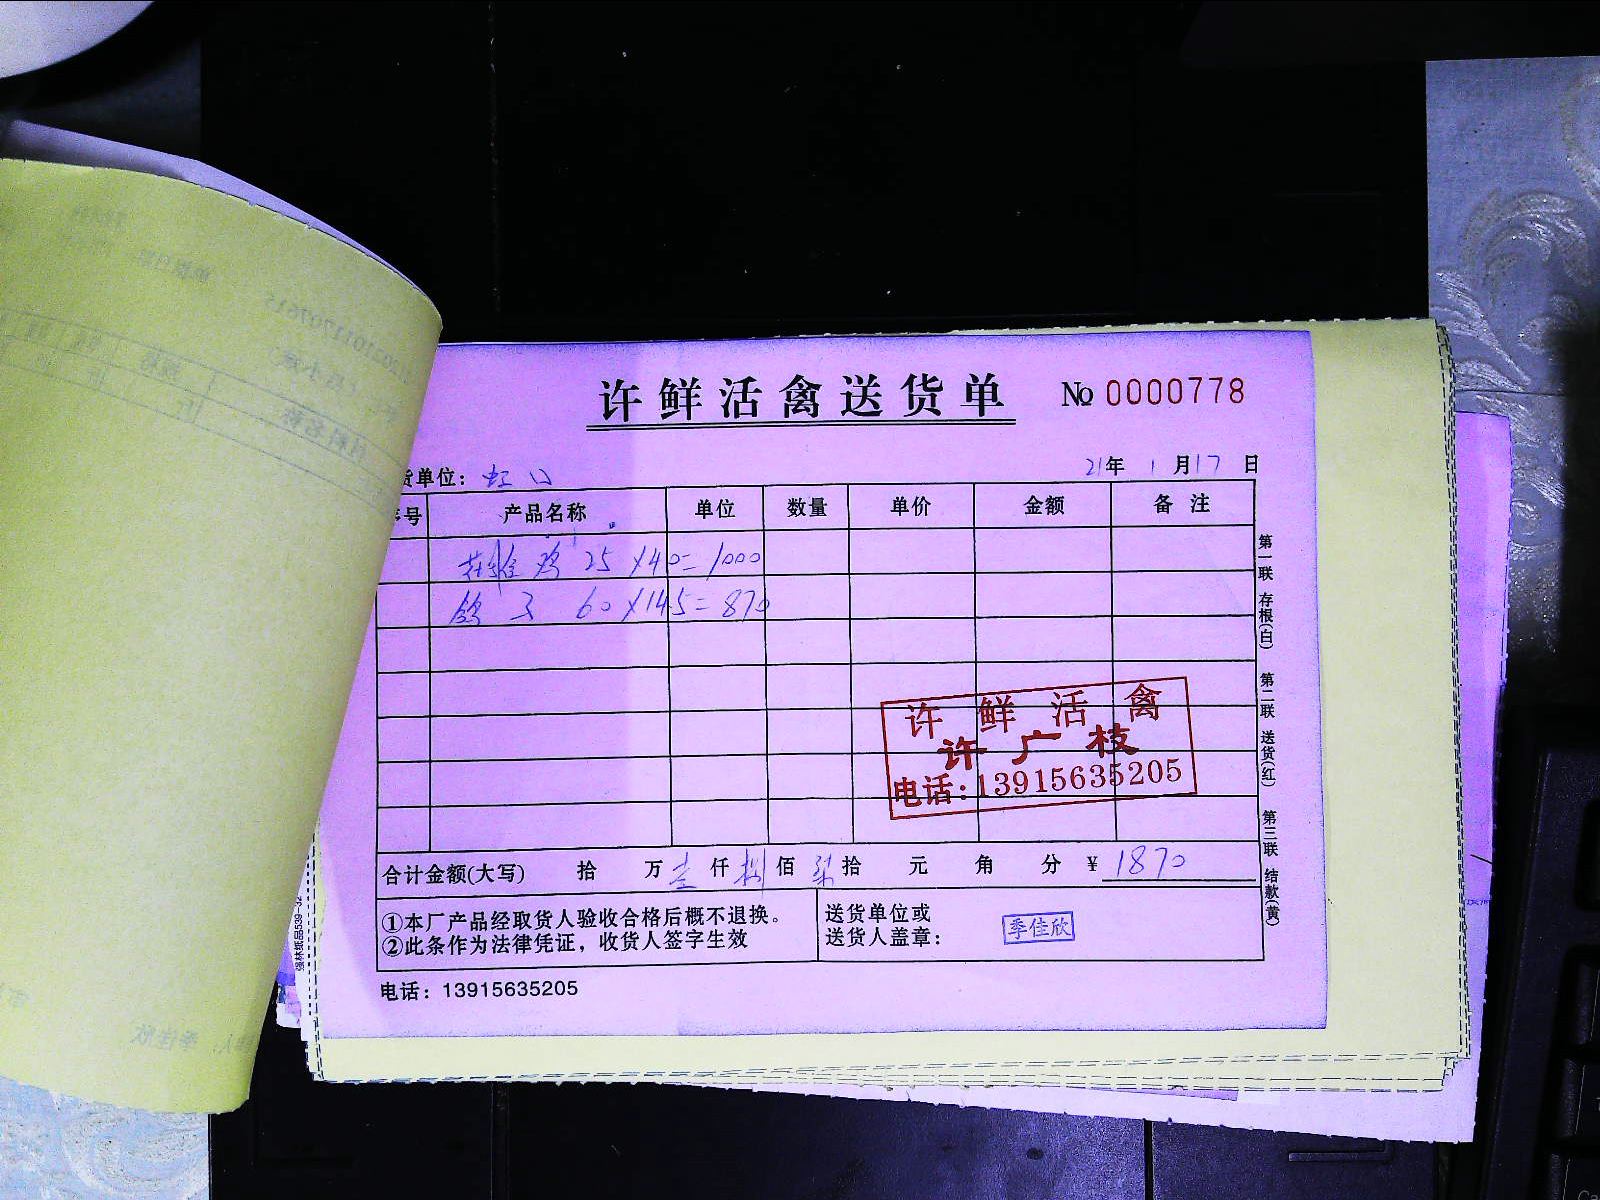 许鲜活禽送货单 № 0000778
货单位：虹口 21年 1月17日
序号 产品名称 单位 数量 单价 金额 备注
鸡 25 ×40=1000
鸽子 60×14.5=870
许鲜活禽
许广枝
电话：13915635205
合计金额(大写) 拾 万 壹仟 捌佰 柒拾 元 角 分 ¥ 1870
①本厂产品经取货人验收合格后概不退换。
②此条作为法律凭证，收货人签字生效
送货单位或
送货人盖章：
李佳欣
电话：13915635205
第一联 存根(白) 第二联 送货(红) 第三联 结款(黄)